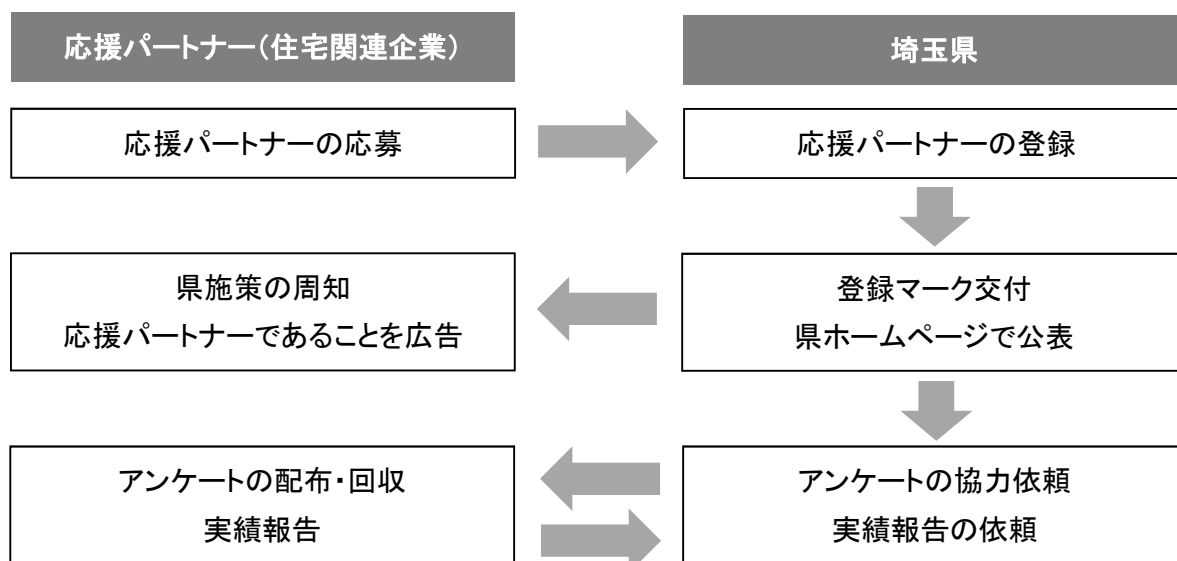 応援パートナー（住宅関連企業）
埼玉県
応援パートナーの応募
応援パートナーの登録
県施策の周知
応援パートナーであることを広告
登録マーク交付
県ホームページで公表
アンケートの配布・回収
実績報告
アンケートの協力依頼
実績報告の依頼